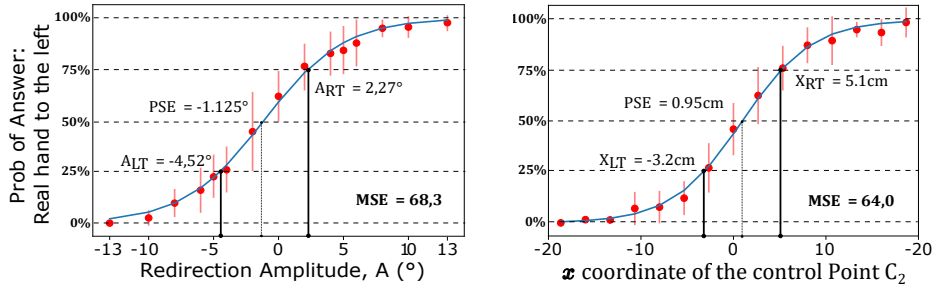 Prob of Answer:
Real hand to the left
100%
75%
50%
25%
0%
PSE = -1.125°
A_RT = 2,27°
A_LT = -4,52°
MSE = 68,3
-13 -10 -5 0 5 10 13
Redirection Amplitude, A (°)
100%
75%
50%
25%
0%
X_RT = 5.1cm
PSE = 0.95cm
X_LT = -3.2cm
MSE = 64,0
-20 -10 0 10 -20
x coordinate of the control Point C₂